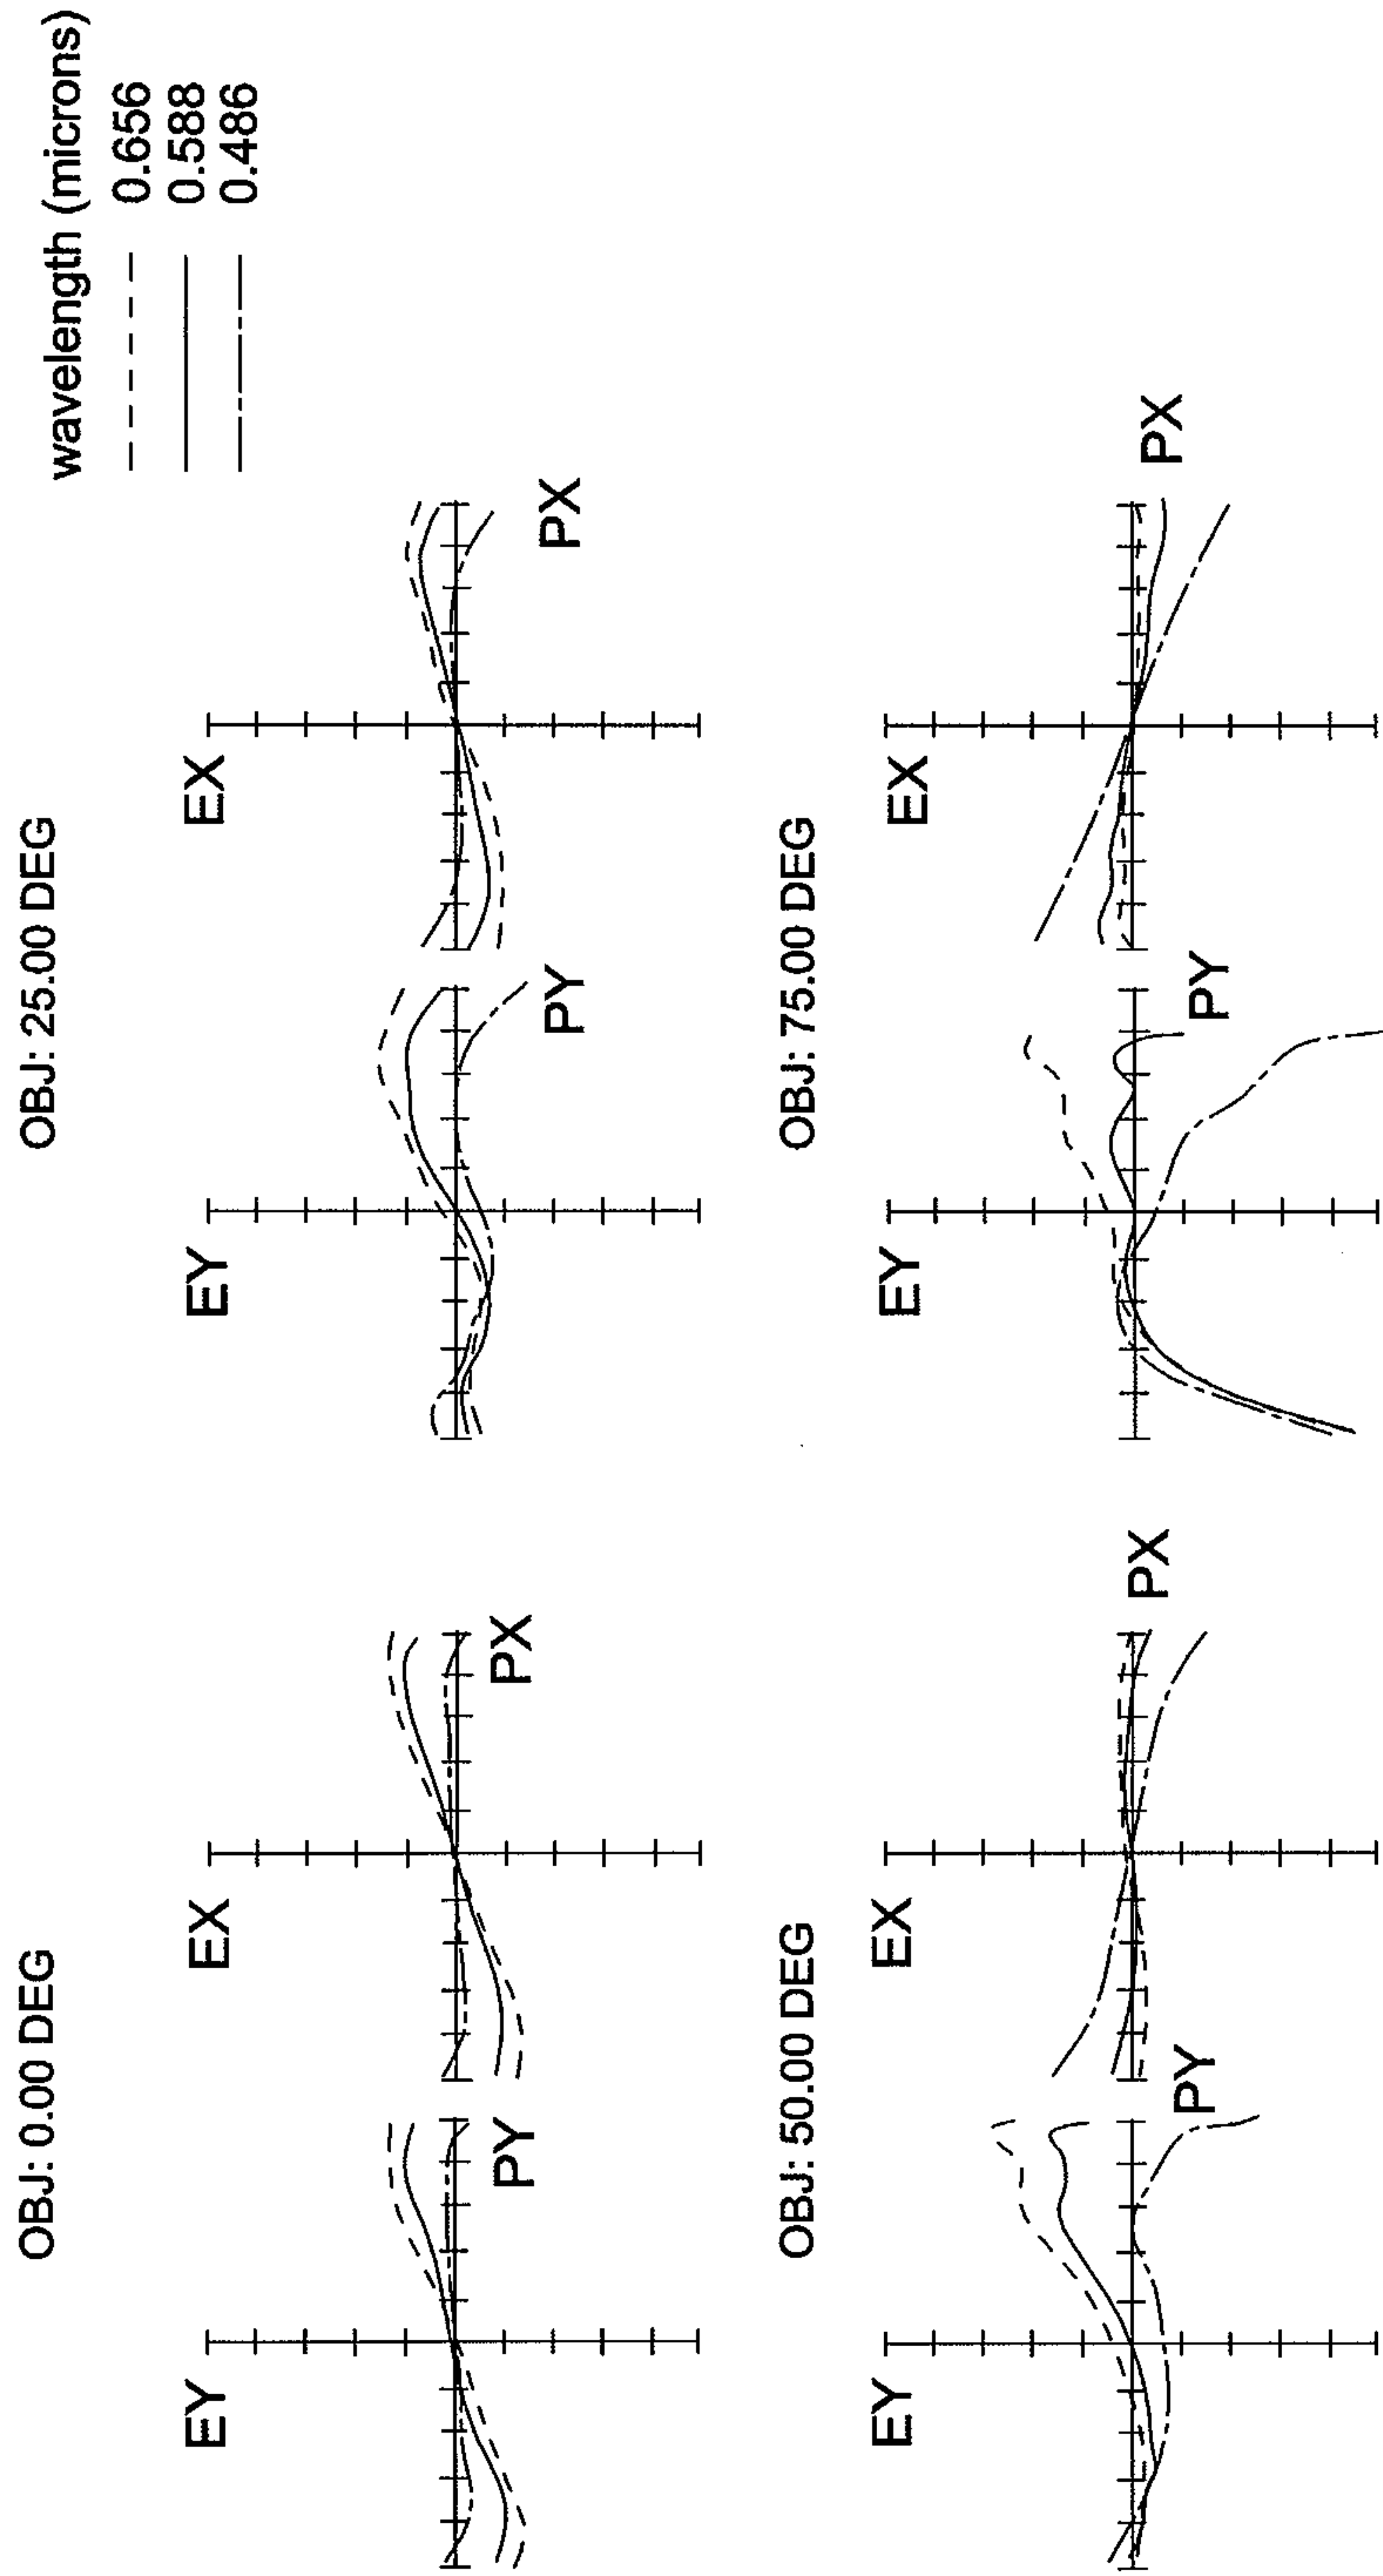 wavelength (microns)
0.656
0.588
0.486
OBJ: 0.00 DEG
EY
PY
EX
PX
OBJ: 25.00 DEG
EY
PY
EX
PX
OBJ: 50.00 DEG
EY
PY
EX
PX
OBJ: 75.00 DEG
EY
PY
EX
PX